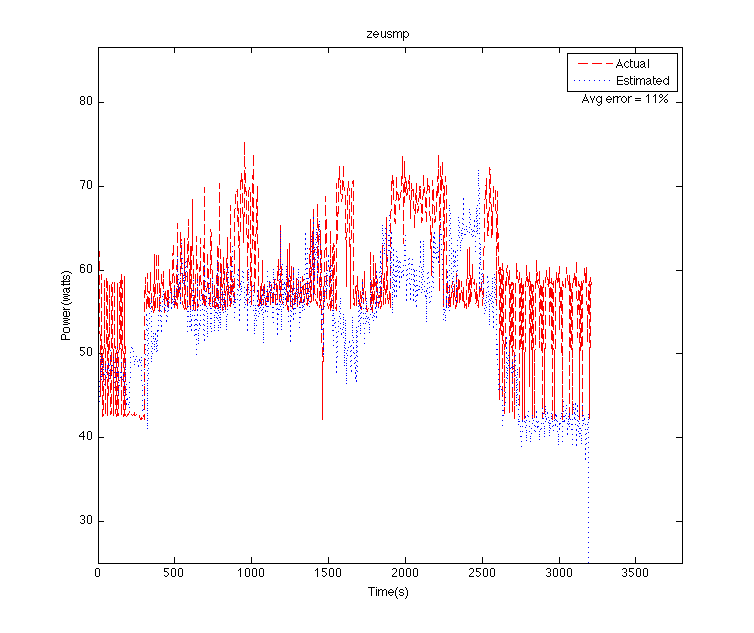 zeusmp
Actual
Estimated
Avg error = 11%
80
70
60
50
40
30
Power(watts)
0 500 1000 1500 2000 2500 3000 3500
Time(s)